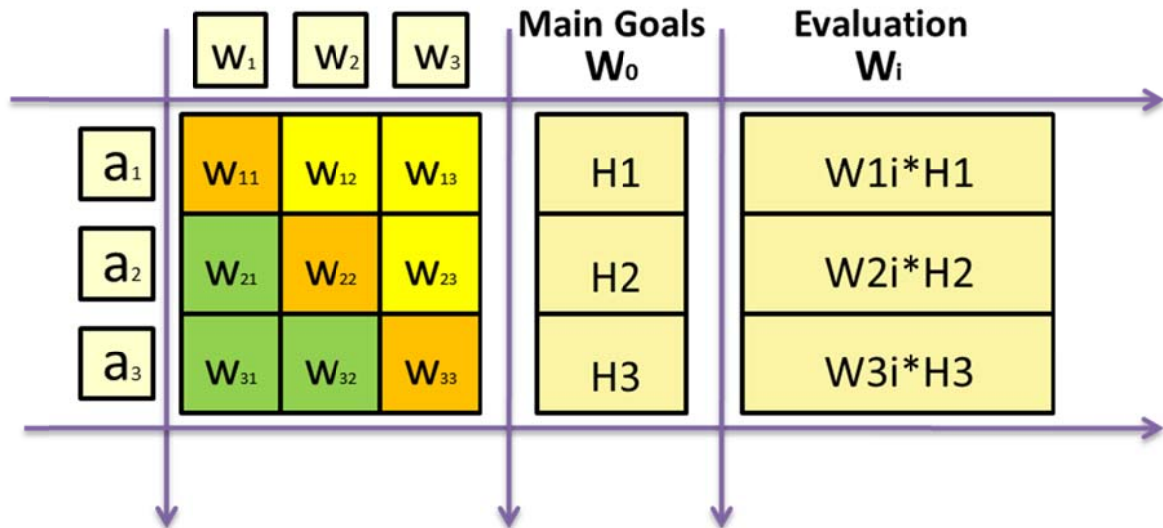 w₁ w₂ w₃ Main Goals W₀ Evaluation Wᵢ
a₁ w₁₁ w₁₂ w₁₃ H1 W1i*H1
a₂ w₂₁ w₂₂ w₂₃ H2 W2i*H2
a₃ w₃₁ w₃₂ w₃₃ H3 W3i*H3